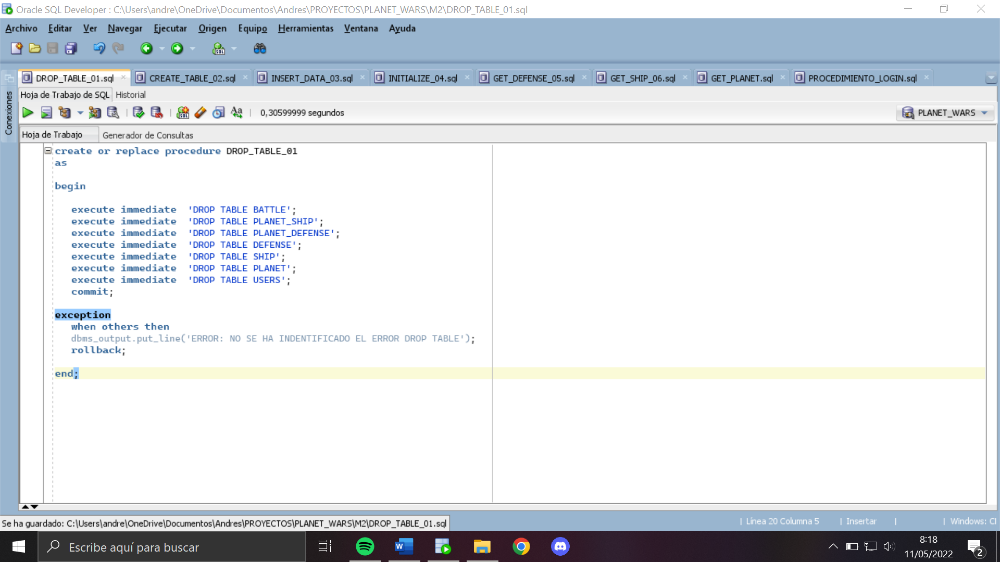 Oracle SQL Developer : C:\Users\andre\OneDrive\Documentos\Andres\PROYECTOS\PLANET_WARS\M2\DROP_TABLE_01.sql
Archivo Editar Ver Navegar Ejecutar Origen Equipo Herramientas Ventana Ayuda
DROP_TABLE_01.sql CREATE_TABLE_02.sql INSERT_DATA_03.sql INITIALIZE_04.sql GET_DEFENSE_05.sql GET_SHIP_06.sql GET_PLANET.sql PROCEDIMIENTO_LOGIN.sql
Conexiones
Hoja de Trabajo de SQL Historial
0,30599999 segundos PLANET_WARS
Hoja de Trabajo Generador de Consultas
create or replace procedure DROP_TABLE_01
as
begin
execute immediate 'DROP TABLE BATTLE';
execute immediate 'DROP TABLE PLANET_SHIP';
execute immediate 'DROP TABLE PLANET_DEFENSE';
execute immediate 'DROP TABLE DEFENSE';
execute immediate 'DROP TABLE SHIP';
execute immediate 'DROP TABLE PLANET';
execute immediate 'DROP TABLE USERS';
commit;
exception
when others then
dbms_output.put_line('ERROR: NO SE HA INDENTIFICADO EL ERROR DROP TABLE');
rollback;
end;
Se ha guardado: C:\Users\andre\OneDrive\Documentos\Andres\PROYECTOS\PLANET_WARS\M2\DROP_TABLE_01.sql
| Línea 20 Columna 5 | Insertar | | Windows: Cl
Escribe aquí para buscar
8:18
11/05/2022
2